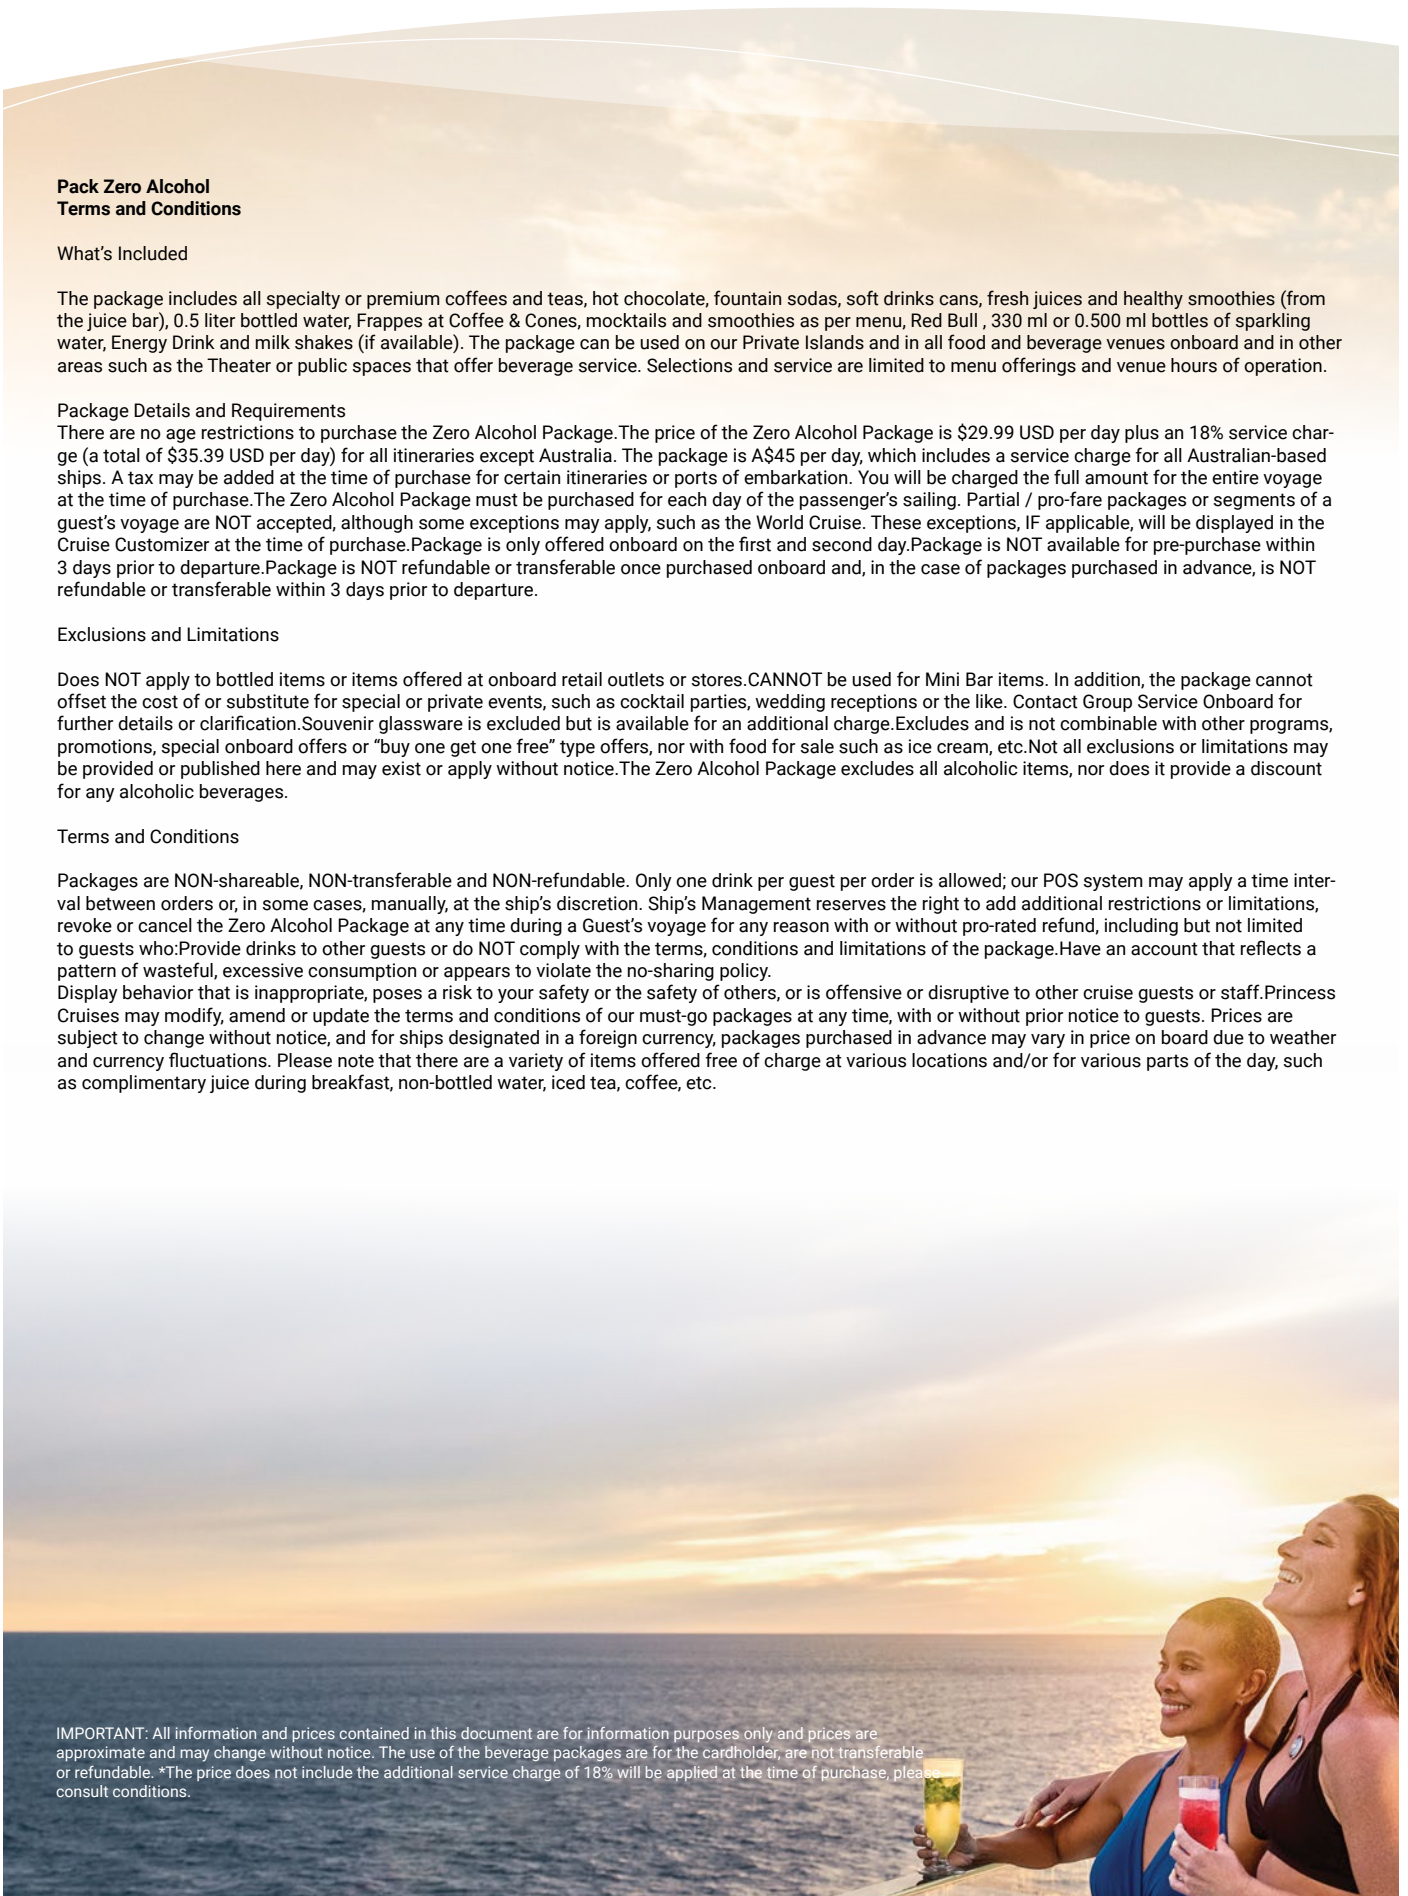 Pack Zero Alcohol
Terms and Conditions
What's Included
The package includes all specialty or premium coffees and teas, hot chocolate, fountain sodas, soft drinks cans, fresh juices and healthy smoothies (from
the juice bar), 0.5 liter bottled water, Frappes at Coffee & Cones, mocktails and smoothies as per menu, Red Bull , 330 ml or 0.500 ml bottles of sparkling
water, Energy Drink and milk shakes (if available). The package can be used on our Private Islands and in all food and beverage venues onboard and in other
areas such as the Theater or public spaces that offer beverage service. Selections and service are limited to menu offerings and venue hours of operation.
Package Details and Requirements
There are no age restrictions to purchase the Zero Alcohol Package.The price of the Zero Alcohol Package is $29.99 USD per day plus an 18% service char-
ge (a total of $35.39 USD per day) for all itineraries except Australia. The package is A$45 per day, which includes a service charge for all Australian-based
ships. A tax may be added at the time of purchase for certain itineraries or ports of embarkation. You will be charged the full amount for the entire voyage
at the time of purchase.The Zero Alcohol Package must be purchased for each day of the passenger's sailing. Partial / pro-fare packages or segments of a
guest's voyage are NOT accepted, although some exceptions may apply, such as the World Cruise. These exceptions, IF applicable, will be displayed in the
Cruise Customizer at the time of purchase.Package is only offered onboard on the first and second day.Package is NOT available for pre-purchase within
3 days prior to departure.Package is NOT refundable or transferable once purchased onboard and, in the case of packages purchased in advance, is NOT
refundable or transferable within 3 days prior to departure.
Exclusions and Limitations
Does NOT apply to bottled items or items offered at onboard retail outlets or stores.CANNOT be used for Mini Bar items. In addition, the package cannot
offset the cost of or substitute for special or private events, such as cocktail parties, wedding receptions or the like. Contact Group Service Onboard for
further details or clarification.Souvenir glassware is excluded but is available for an additional charge.Excludes and is not combinable with other programs,
promotions, special onboard offers or “buy one get one free” type offers, nor with food for sale such as ice cream, etc.Not all exclusions or limitations may
be provided or published here and may exist or apply without notice.The Zero Alcohol Package excludes all alcoholic items, nor does it provide a discount
for any alcoholic beverages.
Terms and Conditions
Packages are NON-shareable, NON-transferable and NON-refundable. Only one drink per guest per order is allowed; our POS system may apply a time inter-
val between orders or, in some cases, manually, at the ship's discretion. Ship's Management reserves the right to add additional restrictions or limitations,
revoke or cancel the Zero Alcohol Package at any time during a Guest's voyage for any reason with or without pro-rated refund, including but not limited
to guests who:Provide drinks to other guests or do NOT comply with the terms, conditions and limitations of the package.Have an account that reflects a
pattern of wasteful, excessive consumption or appears to violate the no-sharing policy.
Display behavior that is inappropriate, poses a risk to your safety or the safety of others, or is offensive or disruptive to other cruise guests or staff.Princess
Cruises may modify, amend or update the terms and conditions of our must-go packages at any time, with or without prior notice to guests. Prices are
subject to change without notice, and for ships designated in a foreign currency, packages purchased in advance may vary in price on board due to weather
and currency fluctuations. Please note that there are a variety of items offered free of charge at various locations and/or for various parts of the day, such
as complimentary juice during breakfast, non-bottled water, iced tea, coffee, etc.
IMPORTANT: All information and prices contained in this document are for information purposes only and prices are
approximate and may change without notice. The use of the beverage packages are for the cardholder, are not transferable
or refundable. *The price does not include the additional service charge of 18% will be applied at the time of purchase, please
consult conditions.